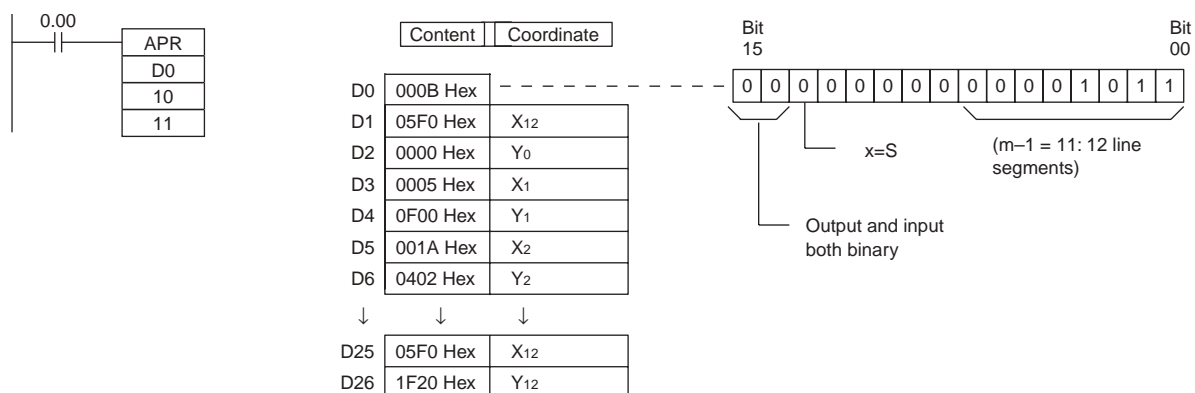 0.00
APR
D0
10
11
Content Coordinate
D0 000B Hex
D1 05F0 Hex X12
D2 0000 Hex Y0
D3 0005 Hex X1
D4 0F00 Hex Y1
D5 001A Hex X2
D6 0402 Hex Y2
↓ ↓ ↓
D25 05F0 Hex X12
D26 1F20 Hex Y12
Bit Bit
15 00
0 0 0 0 0 0 0 0 0 0 0 0 1 0 1 1
x=S
(m–1 = 11: 12 line
segments)
Output and input
both binary